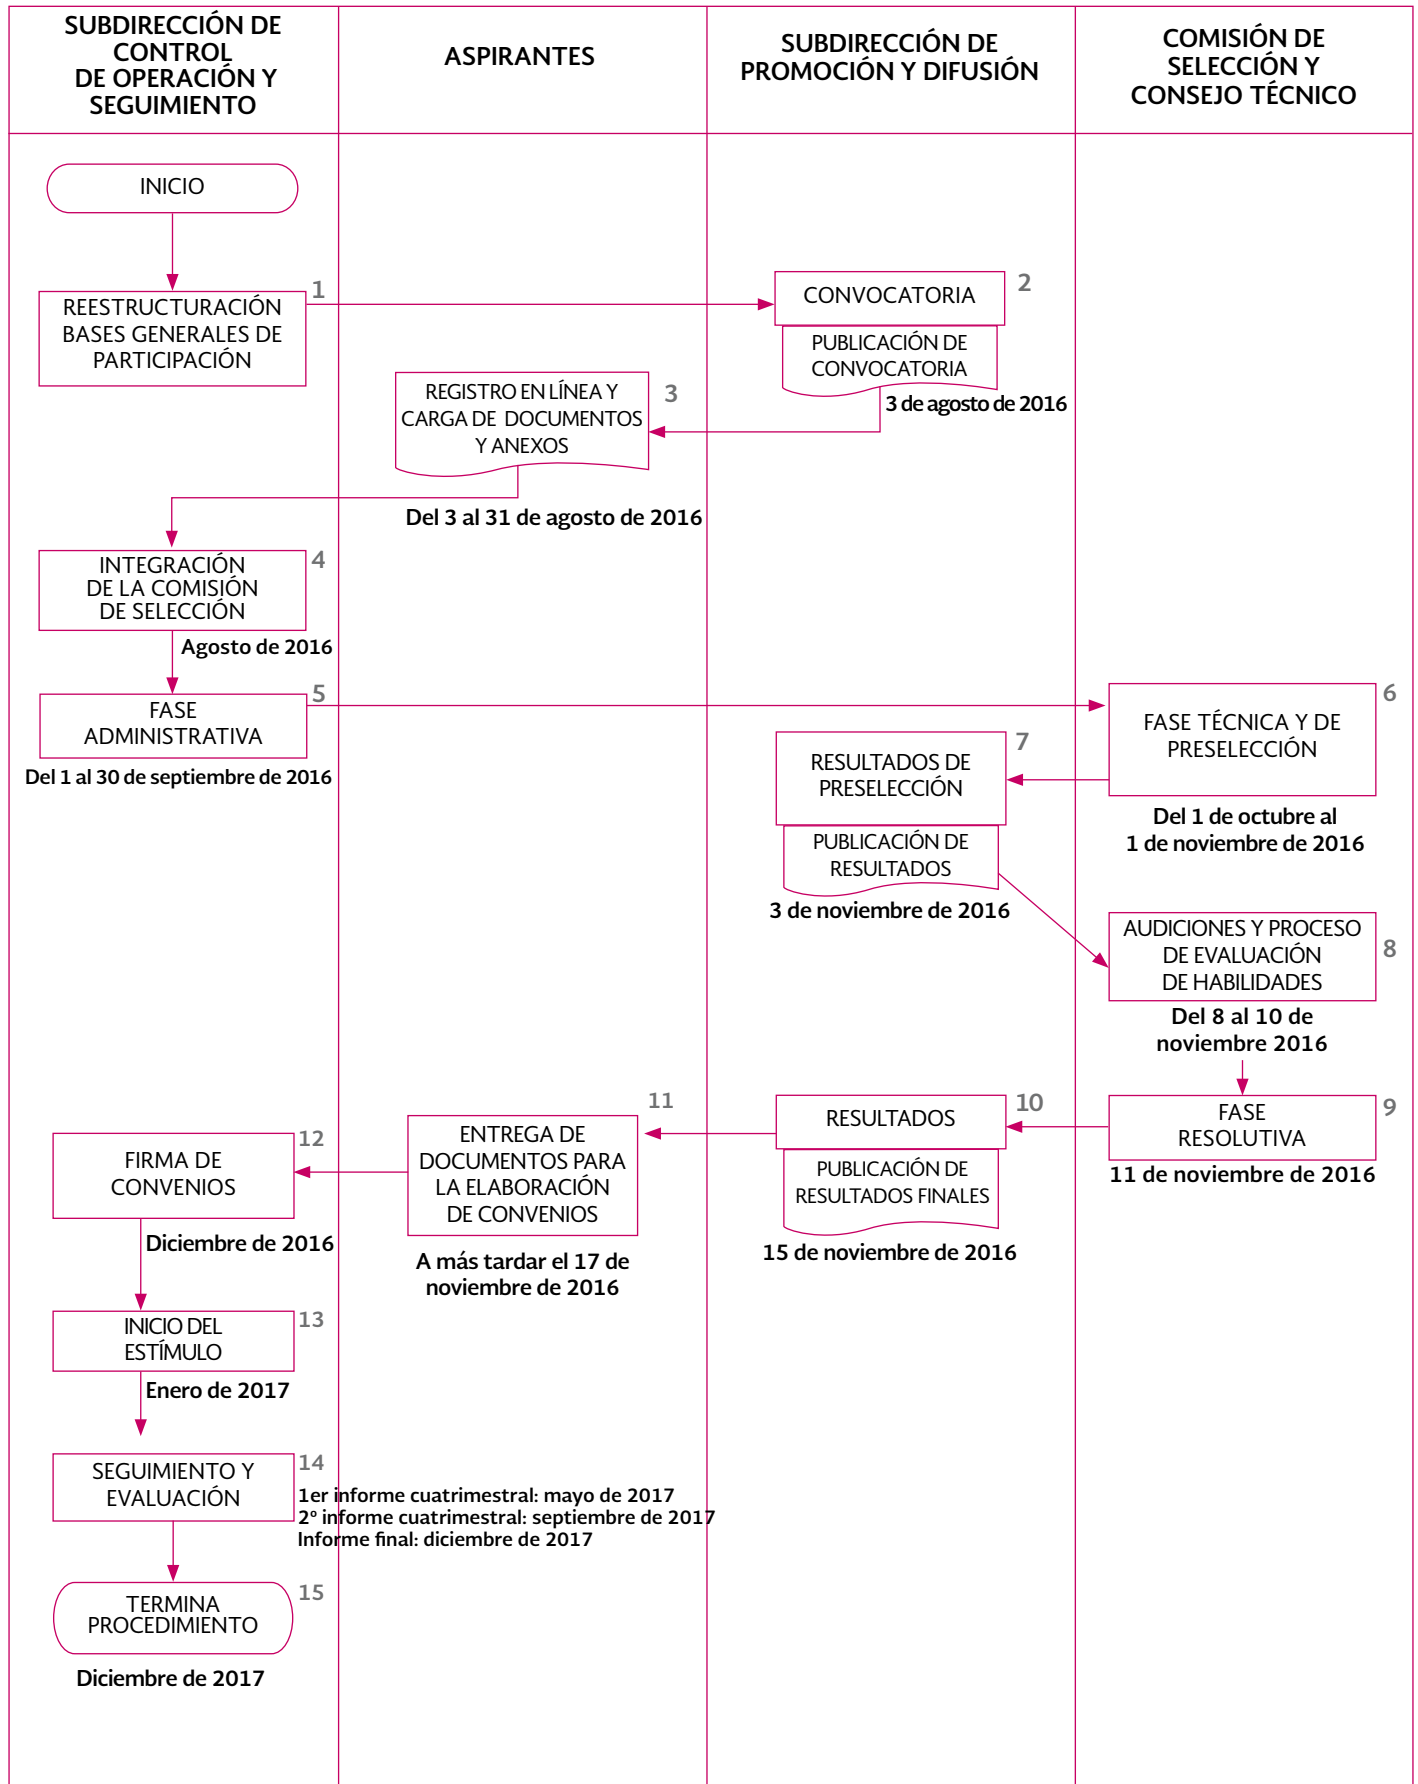 SUBDIRECCIÓN DE
CONTROL
DE OPERACIÓN Y
SEGUIMIENTO
ASPIRANTES
SUBDIRECCIÓN DE
PROMOCIÓN Y DIFUSIÓN
COMISIÓN DE
SELECCIÓN Y
CONSEJO TÉCNICO
INICIO
1
REESTRUCTURACIÓN
BASES GENERALES DE
PARTICIPACIÓN
2
CONVOCATORIA
PUBLICACIÓN DE
CONVOCATORIA
3 de agosto de 2016
3
REGISTRO EN LÍNEA Y
CARGA DE DOCUMENTOS
Y ANEXOS
Del 3 al 31 de agosto de 2016
4
INTEGRACIÓN
DE LA COMISIÓN
DE SELECCIÓN
Agosto de 2016
5
FASE
ADMINISTRATIVA
Del 1 al 30 de septiembre de 2016
6
FASE TÉCNICA Y DE
PRESELECCIÓN
Del 1 de octubre al
1 de noviembre de 2016
7
RESULTADOS DE
PRESELECCIÓN
PUBLICACIÓN DE
RESULTADOS
3 de noviembre de 2016
8
AUDICIONES Y PROCESO
DE EVALUACIÓN
DE HABILIDADES
Del 8 al 10 de
noviembre 2016
9
FASE
RESOLUTIVA
11 de noviembre de 2016
10
RESULTADOS
PUBLICACIÓN DE
RESULTADOS FINALES
15 de noviembre de 2016
11
ENTREGA DE
DOCUMENTOS PARA
LA ELABORACIÓN
DE CONVENIOS
A más tardar el 17 de
noviembre de 2016
12
FIRMA DE
CONVENIOS
Diciembre de 2016
13
INICIO DEL
ESTÍMULO
Enero de 2017
14
SEGUIMIENTO Y
EVALUACIÓN
1er informe cuatrimestral: mayo de 2017
2º informe cuatrimestral: septiembre de 2017
Informe final: diciembre de 2017
15
TERMINA
PROCEDIMIENTO
Diciembre de 2017